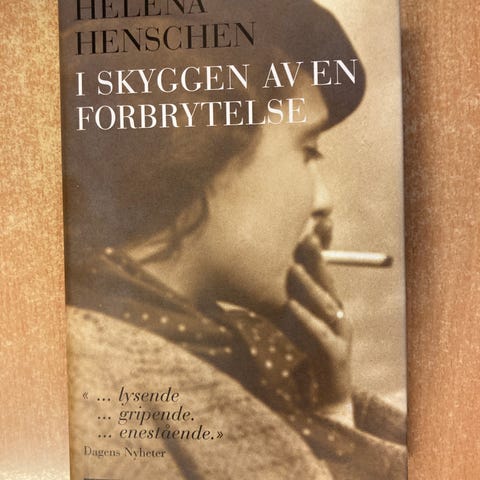 HELENA
HENSCHEN
I SKYGGEN AV EN
FORBRYTELSE
« ... lysende
... gripende.
... enestående.»
Dagens Nyheter